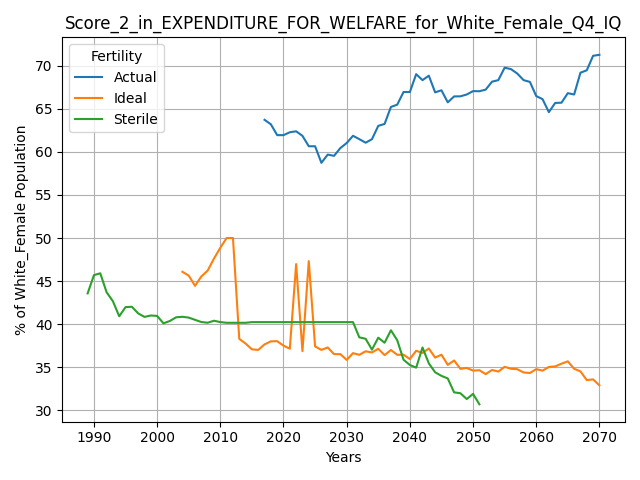 Score_2_in_EXPENDITURE_FOR_WELFARE_for_White_Female_Q4_IQ
Fertility
Actual
Ideal
Sterile
% of White_Female Population
70
65
60
55
50
45
40
35
30
1990 2000 2010 2020 2030 2040 2050 2060 2070
Years